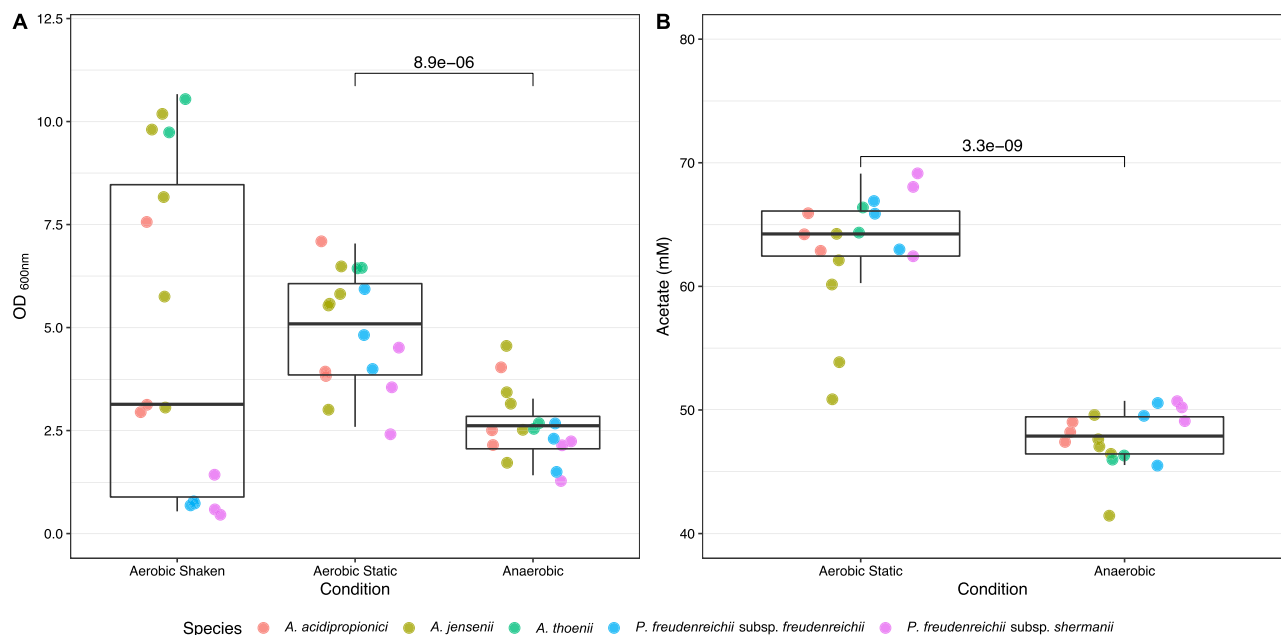 A
12.5
10.0
7.5
5.0
2.5
0.0
OD 600nm
8.9e−06
Aerobic Shaken
Aerobic Static
Anaerobic
Condition
B
80
70
60
50
40
Acetate (mM)
3.3e−09
Aerobic Static
Anaerobic
Condition
Species A. acidipropionici A. jensenii A. thoenii P. freudenreichii subsp. freudenreichii P. freudenreichii subsp. shermanii